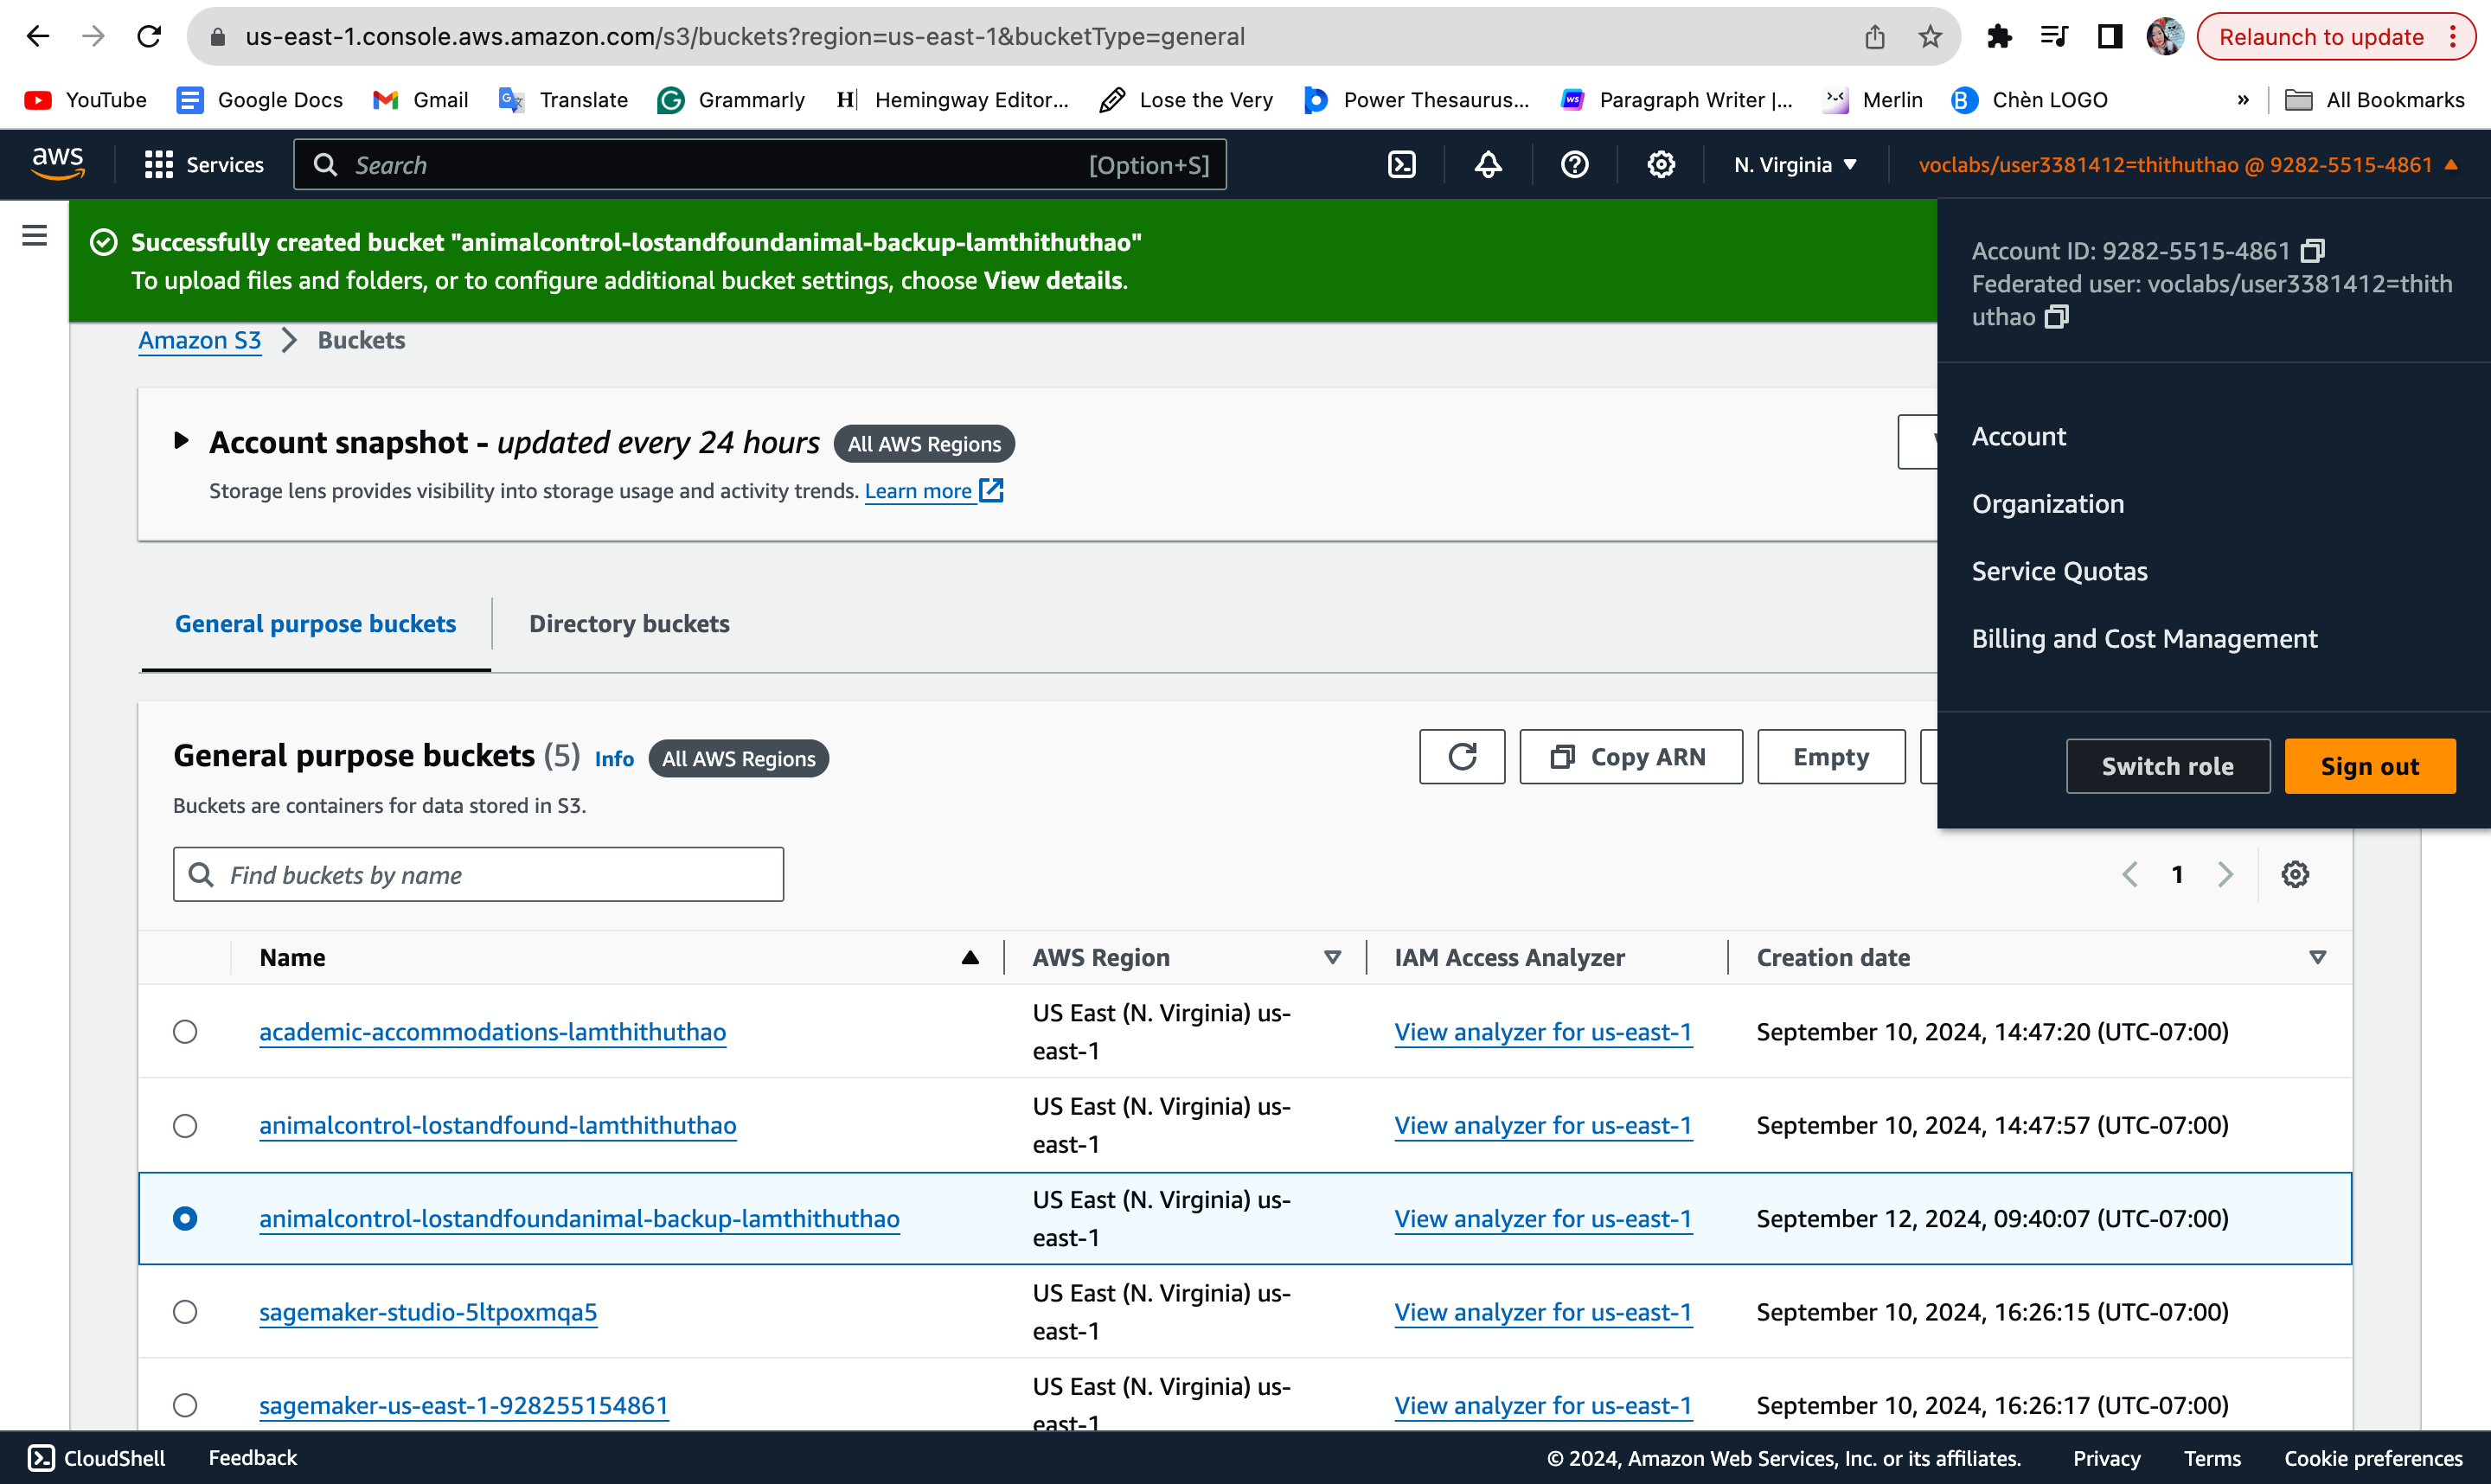 us-east-1.console.aws.amazon.com/s3/buckets?region=us-east-1&bucketType=general
Relaunch to update
YouTube
Google Docs
Gmail
Translate
Grammarly
Hemingway Editor...
Lose the Very
Power Thesaurus...
Paragraph Writer |...
Merlin
Chèn LOGO
»
All Bookmarks
aws
Services
Search
[Option+S]
N. Virginia
voclabs/user3381412=thithuthao @ 9282-5515-4861
Successfully created bucket "animalcontrol-lostandfoundanimal-backup-lamthithuthao"
To upload files and folders, or to configure additional bucket settings, choose View details.
Account ID: 9282-5515-4861
Federated user: voclabs/user3381412=thith
uthao
Account
Organization
Service Quotas
Billing and Cost Management
Switch role
Sign out
Amazon S3
Buckets
Account snapshot - updated every 24 hours
All AWS Regions
Storage lens provides visibility into storage usage and activity trends. Learn more
General purpose buckets
Directory buckets
General purpose buckets (5)
Info
All AWS Regions
Copy ARN
Empty
Buckets are containers for data stored in S3.
Find buckets by name
1
Name
AWS Region
IAM Access Analyzer
Creation date
academic-accommodations-lamthithuthao
US East (N. Virginia) us-
east-1
View analyzer for us-east-1
September 10, 2024, 14:47:20 (UTC-07:00)
animalcontrol-lostandfound-lamthithuthao
US East (N. Virginia) us-
east-1
View analyzer for us-east-1
September 10, 2024, 14:47:57 (UTC-07:00)
animalcontrol-lostandfoundanimal-backup-lamthithuthao
US East (N. Virginia) us-
east-1
View analyzer for us-east-1
September 12, 2024, 09:40:07 (UTC-07:00)
sagemaker-studio-5ltpoxmqa5
US East (N. Virginia) us-
east-1
View analyzer for us-east-1
September 10, 2024, 16:26:15 (UTC-07:00)
sagemaker-us-east-1-928255154861
US East (N. Virginia) us-
east-1
View analyzer for us-east-1
September 10, 2024, 16:26:17 (UTC-07:00)
CloudShell
Feedback
© 2024, Amazon Web Services, Inc. or its affiliates.
Privacy
Terms
Cookie preferences